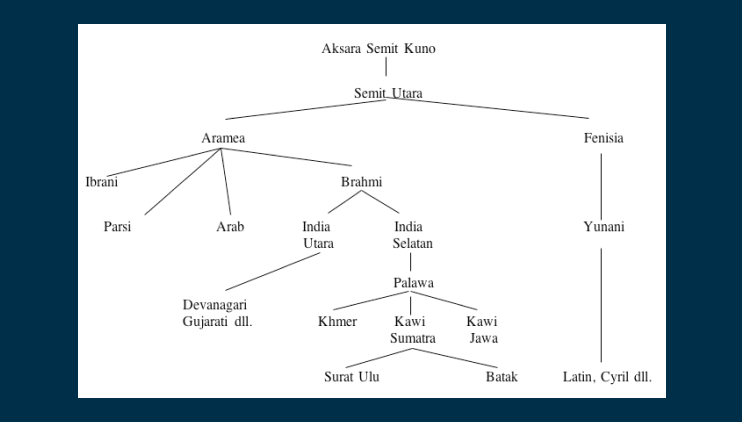 Aksara Semit Kuno
Semit Utara
Aramea
Fenisia
Ibrani
Brahmi
Parsi
Arab
India
Utara
India
Selatan
Yunani
Palawa
Devanagari
Gujarati dll.
Khmer
Kawi
Sumatra
Kawi
Jawa
Surat Ulu
Batak
Latin, Cyril dll.